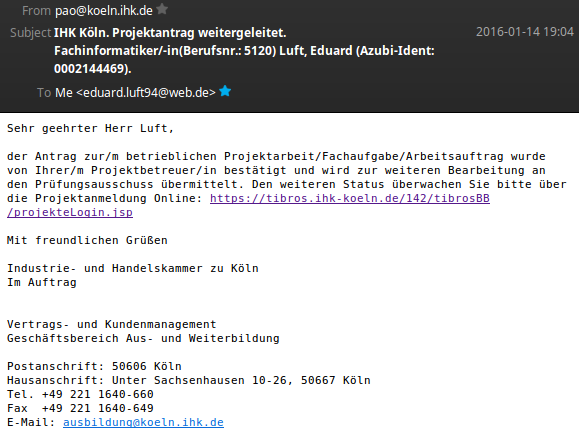 From pao@koeln.ihk.de
Subject IHK Köln. Projektantrag weitergeleitet. 2016-01-14 19:04
Fachinformatiker/-in(Berufsnr.: 5120) Luft, Eduard (Azubi-Ident:
0002144469).
To Me <eduard.luft94@web.de>
Sehr geehrter Herr Luft,
der Antrag zur/m betrieblichen Projektarbeit/Fachaufgabe/Arbeitsauftrag wurde
von Ihrer/m Projektbetreuer/in bestätigt und wird zur weiteren Bearbeitung an
den Prüfungsausschuss übermittelt. Den weiteren Status überwachen Sie bitte über
die Projektanmeldung Online: https://tibros.ihk-koeln.de/142/tibrosBB
/projekteLogin.jsp
Mit freundlichen Grüßen
Industrie- und Handelskammer zu Köln
Im Auftrag
Vertrags- und Kundenmanagement
Geschäftsbereich Aus- und Weiterbildung
Postanschrift: 50606 Köln
Hausanschrift: Unter Sachsenhausen 10-26, 50667 Köln
Tel. +49 221 1640-660
Fax  +49 221 1640-649
E-Mail: ausbildung@koeln.ihk.de